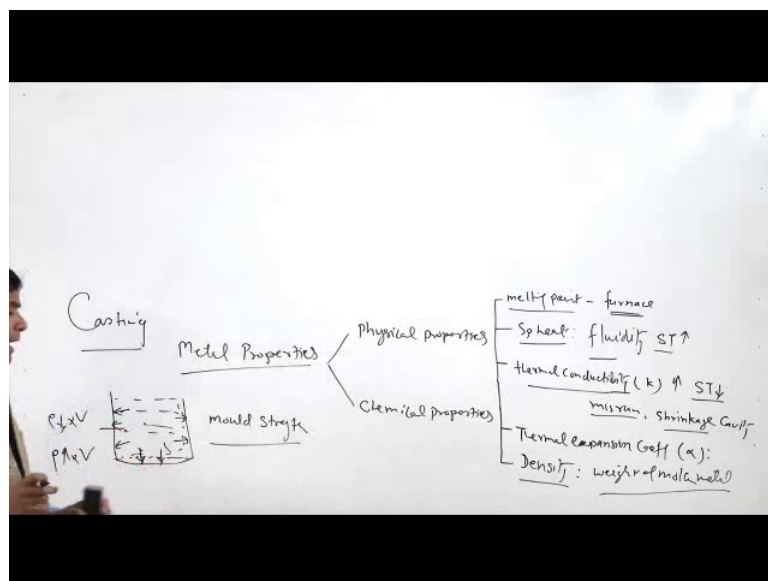 Casting
Metal Properties
Physical properties
Chemical properties
melting point - furnace
Sp heat : fluidity ST ↑
thermal conductivity (k) ↑ ST↓
misrun, shrinkage cavity
Thermal expansion Coeff (α):
Density : weight of molten metal
ρ↓ x V
ρ↑ x V
mould strength